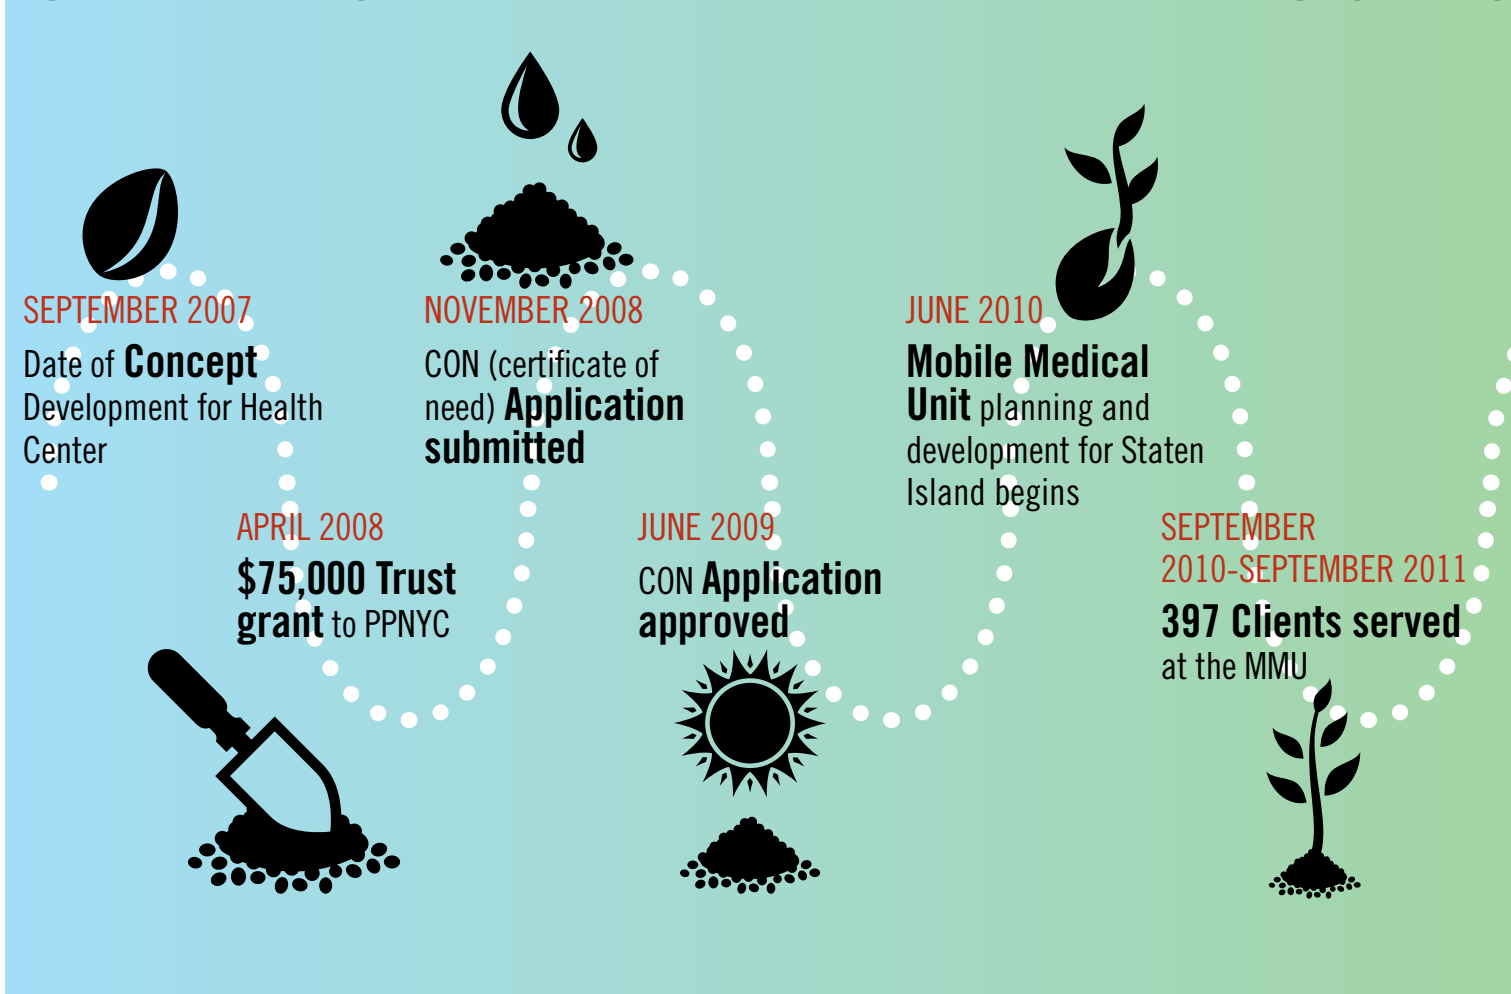 SEPTEMBER 2007
Date of Concept
Development for Health
Center
APRIL 2008
$75,000 Trust
grant to PPNYC
NOVEMBER 2008
CON (certificate of
need) Application
submitted
JUNE 2009
CON Application
approved
JUNE 2010
Mobile Medical
Unit planning and
development for Staten
Island begins
SEPTEMBER
2010-SEPTEMBER 2011
397 Clients served
at the MMU